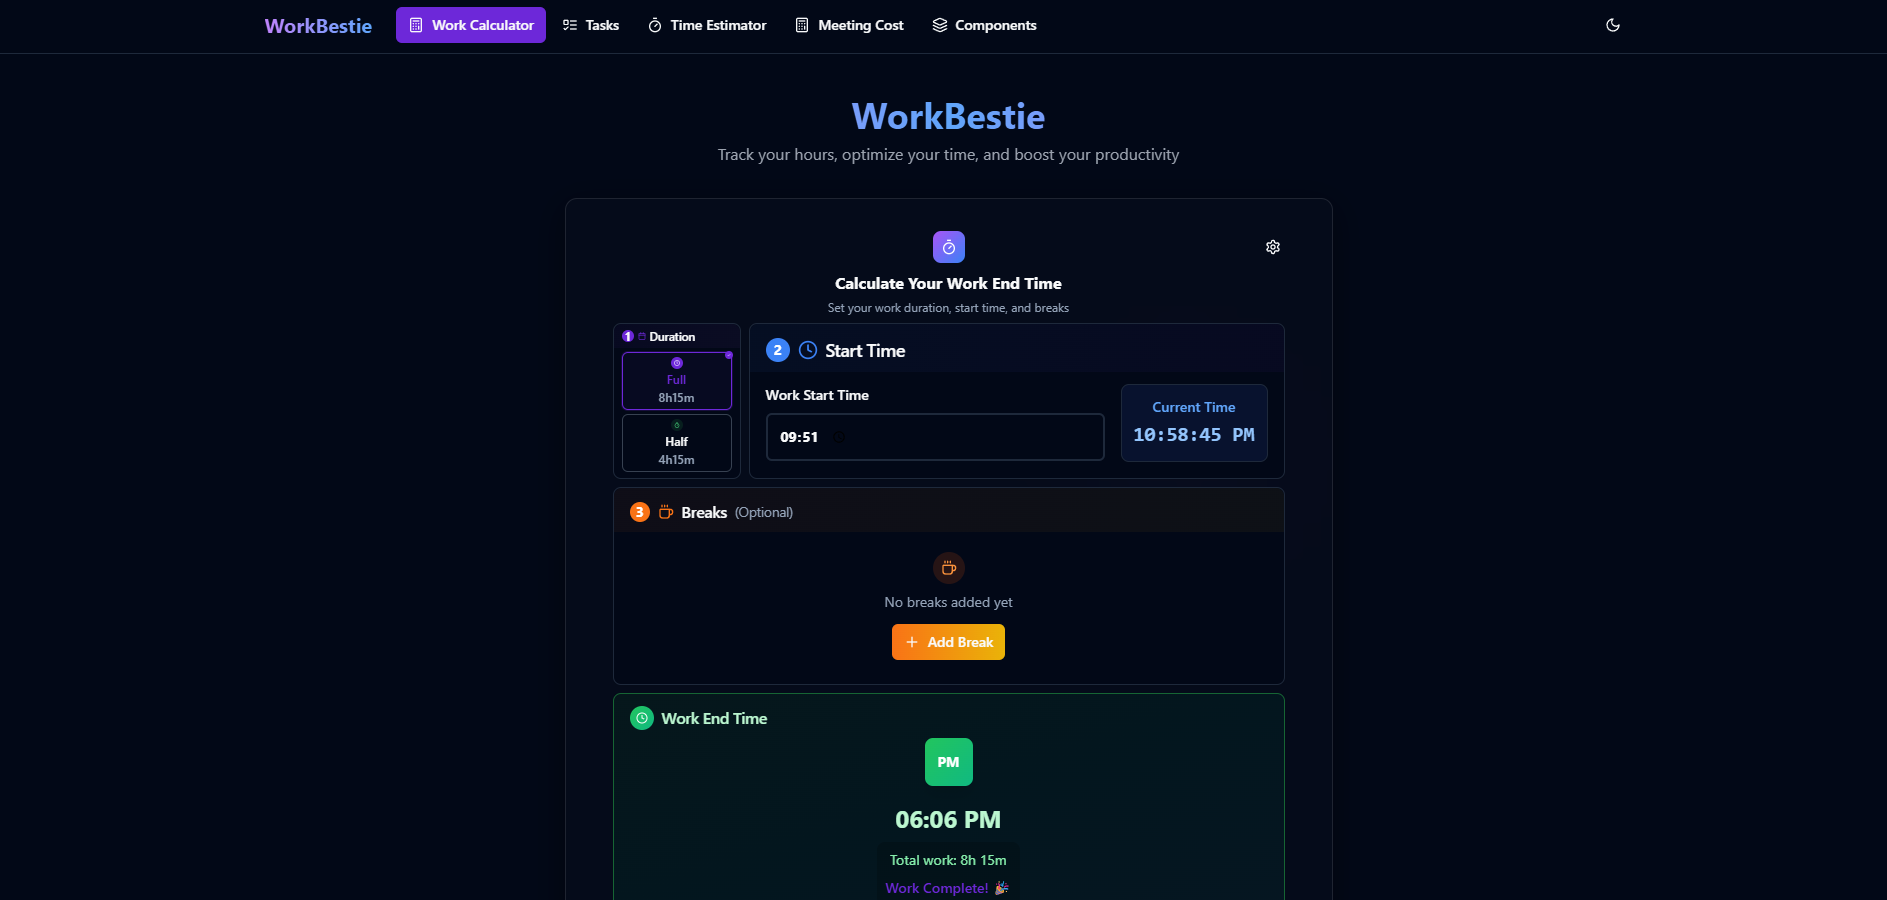 WorkBestie
Work Calculator
Tasks
Time Estimator
Meeting Cost
Components
WorkBestie
Track your hours, optimize your time, and boost your productivity
Calculate Your Work End Time
Set your work duration, start time, and breaks
1 Duration
Full
8h15m
Half
4h15m
2 Start Time
Work Start Time
09:51
Current Time
10:58:45 PM
3 Breaks (Optional)
No breaks added yet
+ Add Break
Work End Time
PM
06:06 PM
Total work: 8h 15m
Work Complete! 🎉